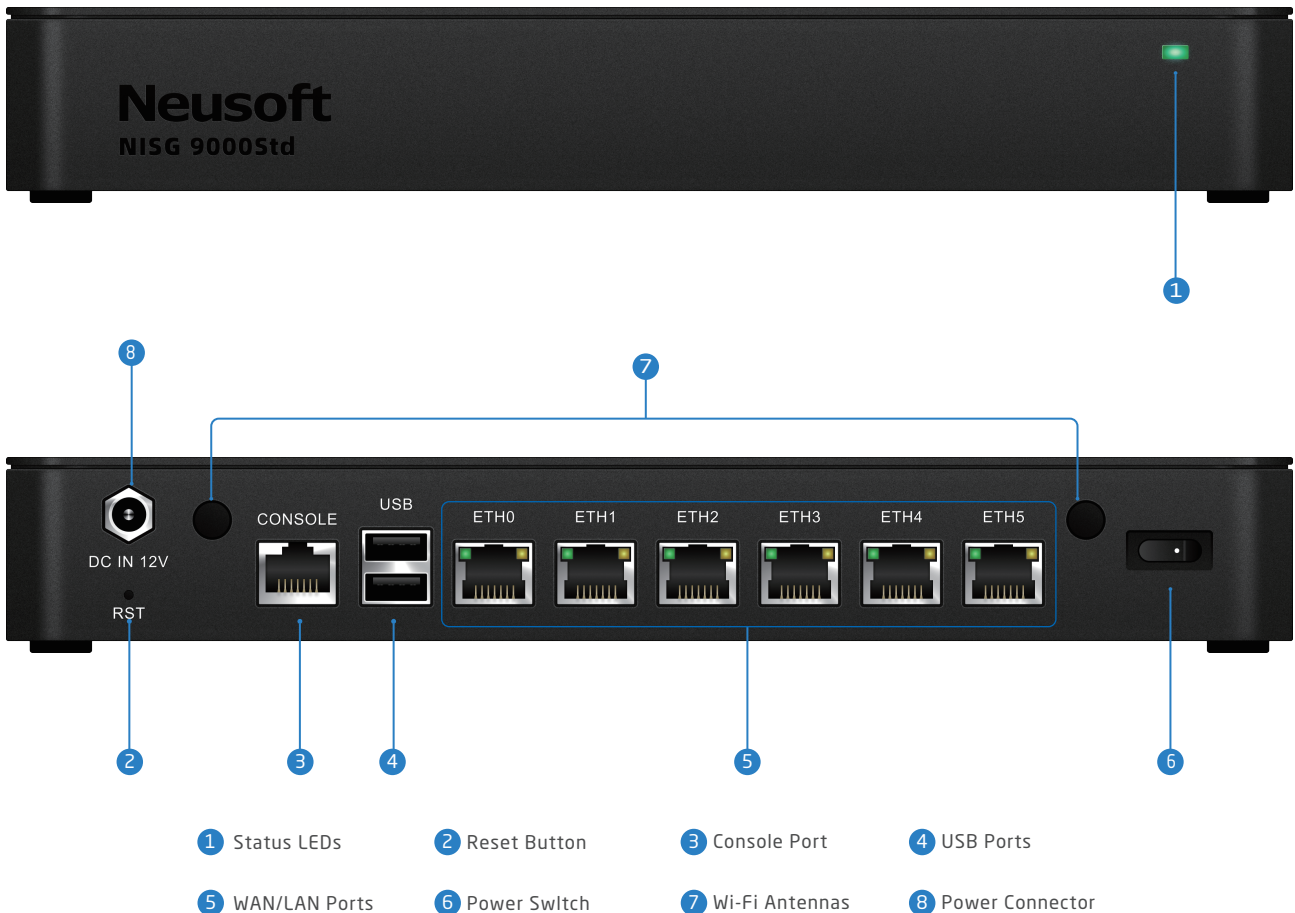 Neusoft
NISG 9000Std
1
8
7
USB
CONSOLE
ETH0 ETH1 ETH2 ETH3 ETH4 ETH5
DC IN 12V
RST
2 3 4 5 6
1 Status LEDs 2 Reset Button 3 Console Port 4 USB Ports
5 WAN/LAN Ports 6 Power SwItch 7 Wi-Fi Antennas 8 Power Connector